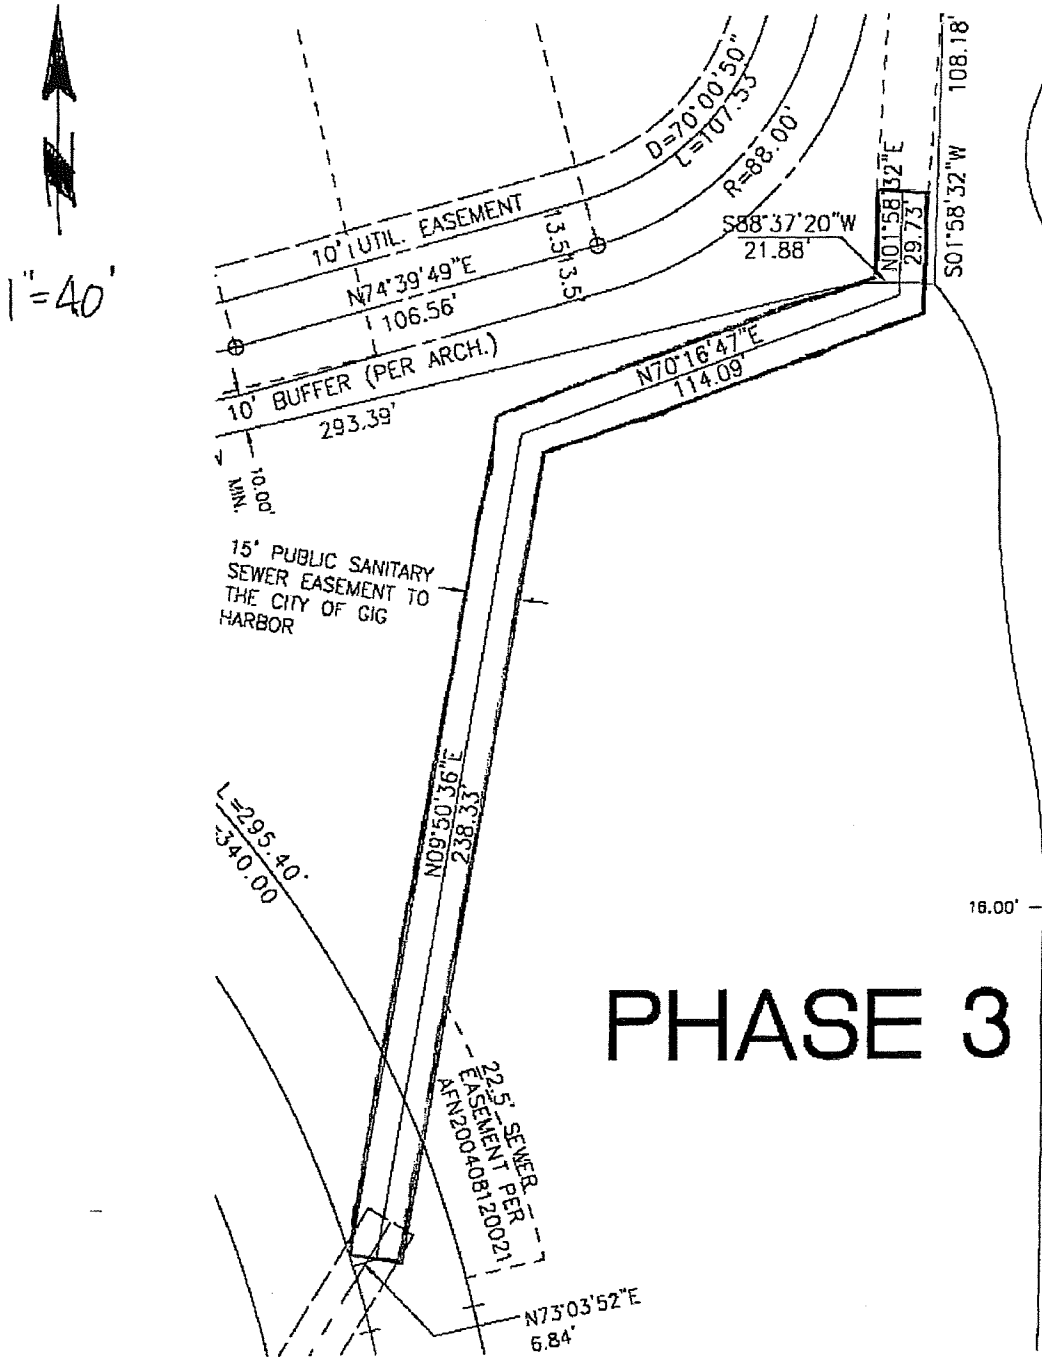 N
1"=40'
108.18'
S01°58'32"W
D=70°00'50"
L=107.53
R=88.00'
N01°58'32"E
29.73'
S88°37'20"W
21.88'
10' UTIL. EASEMENT
13.5'
13.5'
N74°39'49"E
106.56'
10' BUFFER (PER ARCH.)
293.39'
N70°16'47"E
114.09'
10.00'
MIN.
15' PUBLIC SANITARY
SEWER EASEMENT TO
THE CITY OF GIG
HARBOR
N09°50'36"E
238.33'
L=295.40'
340.00
16.00'
PHASE 3
22.5' SEWER
EASEMENT PER
AFN200408120021
N73°03'52"E
6.84'